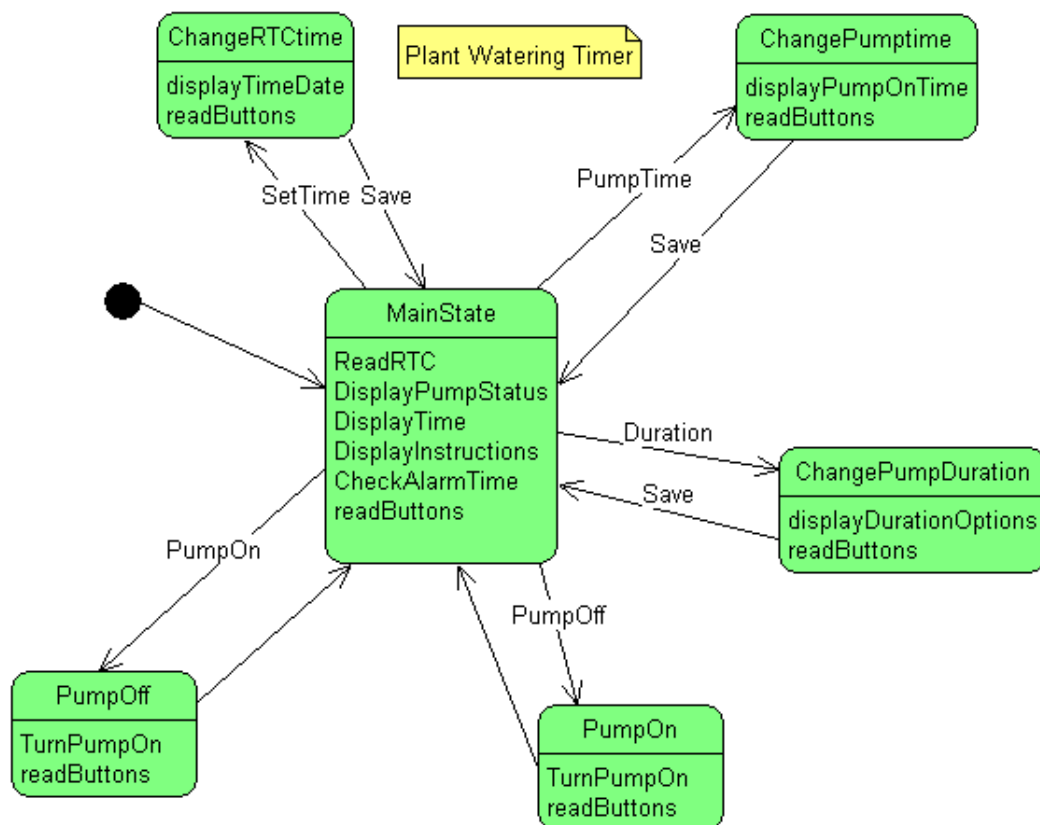 ChangeRTCtime
displayTimeDate
readButtons
Plant Watering Timer
ChangePumptime
displayPumpOnTime
readButtons
SetTime
Save
PumpTime
Save
MainState
ReadRTC
DisplayPumpStatus
DisplayTime
DisplayInstructions
CheckAlarmTime
readButtons
Duration
Save
ChangePumpDuration
displayDurationOptions
readButtons
PumpOn
PumpOff
PumpOff
TurnPumpOn
readButtons
PumpOn
TurnPumpOn
readButtons